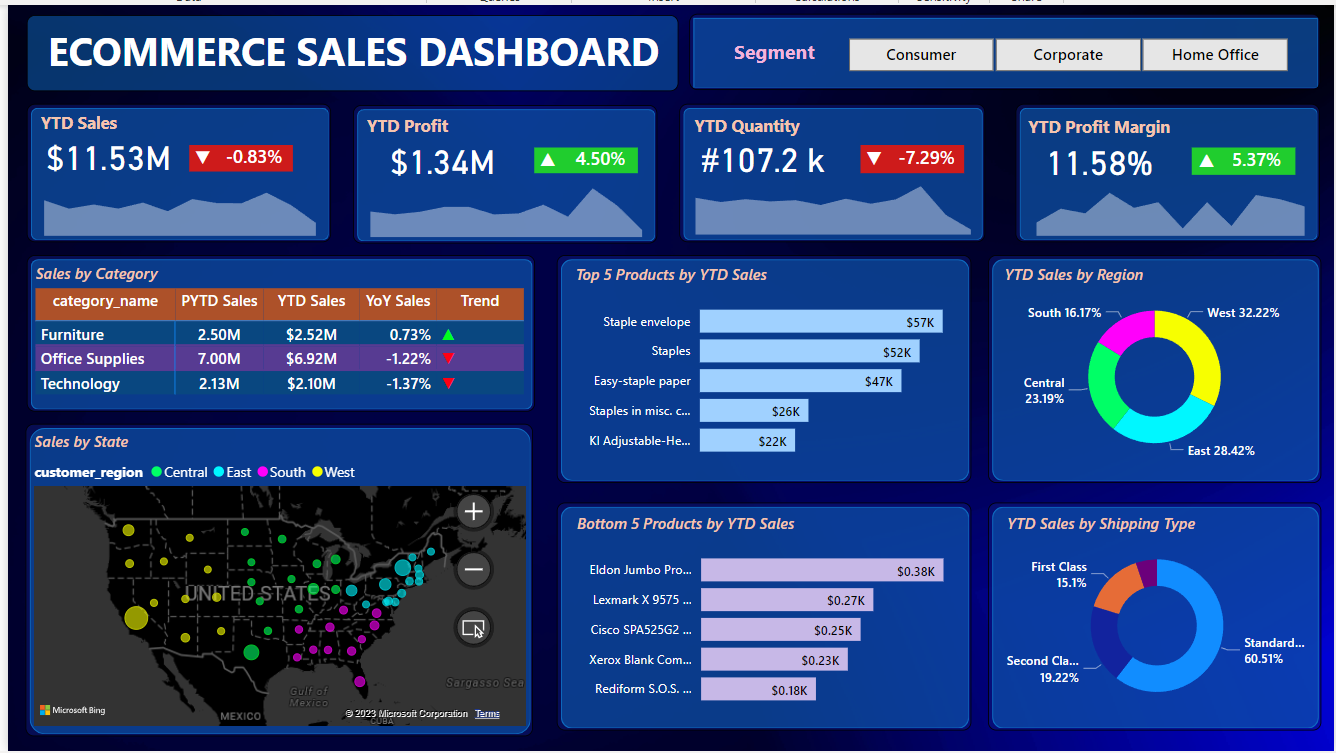 ECOMMERCE SALES DASHBOARD
Segment
Consumer
Corporate
Home Office
YTD Sales
$11.53M
▼ -0.83%
YTD Profit
$1.34M
▲ 4.50%
YTD Quantity
#107.2 k
▼ -7.29%
YTD Profit Margin
11.58%
▲ 5.37%
Sales by Category
category_name PYTD Sales YTD Sales YoY Sales Trend
Furniture 2.50M $2.52M 0.73% ▲
Office Supplies 7.00M $6.92M -1.22% ▼
Technology 2.13M $2.10M -1.37% ▼
Top 5 Products by YTD Sales
Staple envelope $57K
Staples $52K
Easy-staple paper $47K
Staples in misc. c... $26K
KI Adjustable-He... $22K
YTD Sales by Region
South 16.17%
West 32.22%
Central
23.19%
East 28.42%
Sales by State
customer_region Central East South West
UNITED STATES
Gulf of
Mexico
Sargasso Sea
MEXICO
CUBA
Microsoft Bing
© 2023 Microsoft Corporation Terms
Bottom 5 Products by YTD Sales
Eldon Jumbo Pro... $0.38K
Lexmark X 9575 ... $0.27K
Cisco SPA525G2 ... $0.25K
Xerox Blank Com... $0.23K
Rediform S.O.S. ... $0.18K
YTD Sales by Shipping Type
First Class
15.1%
Second Cla...
19.22%
Standard...
60.51%